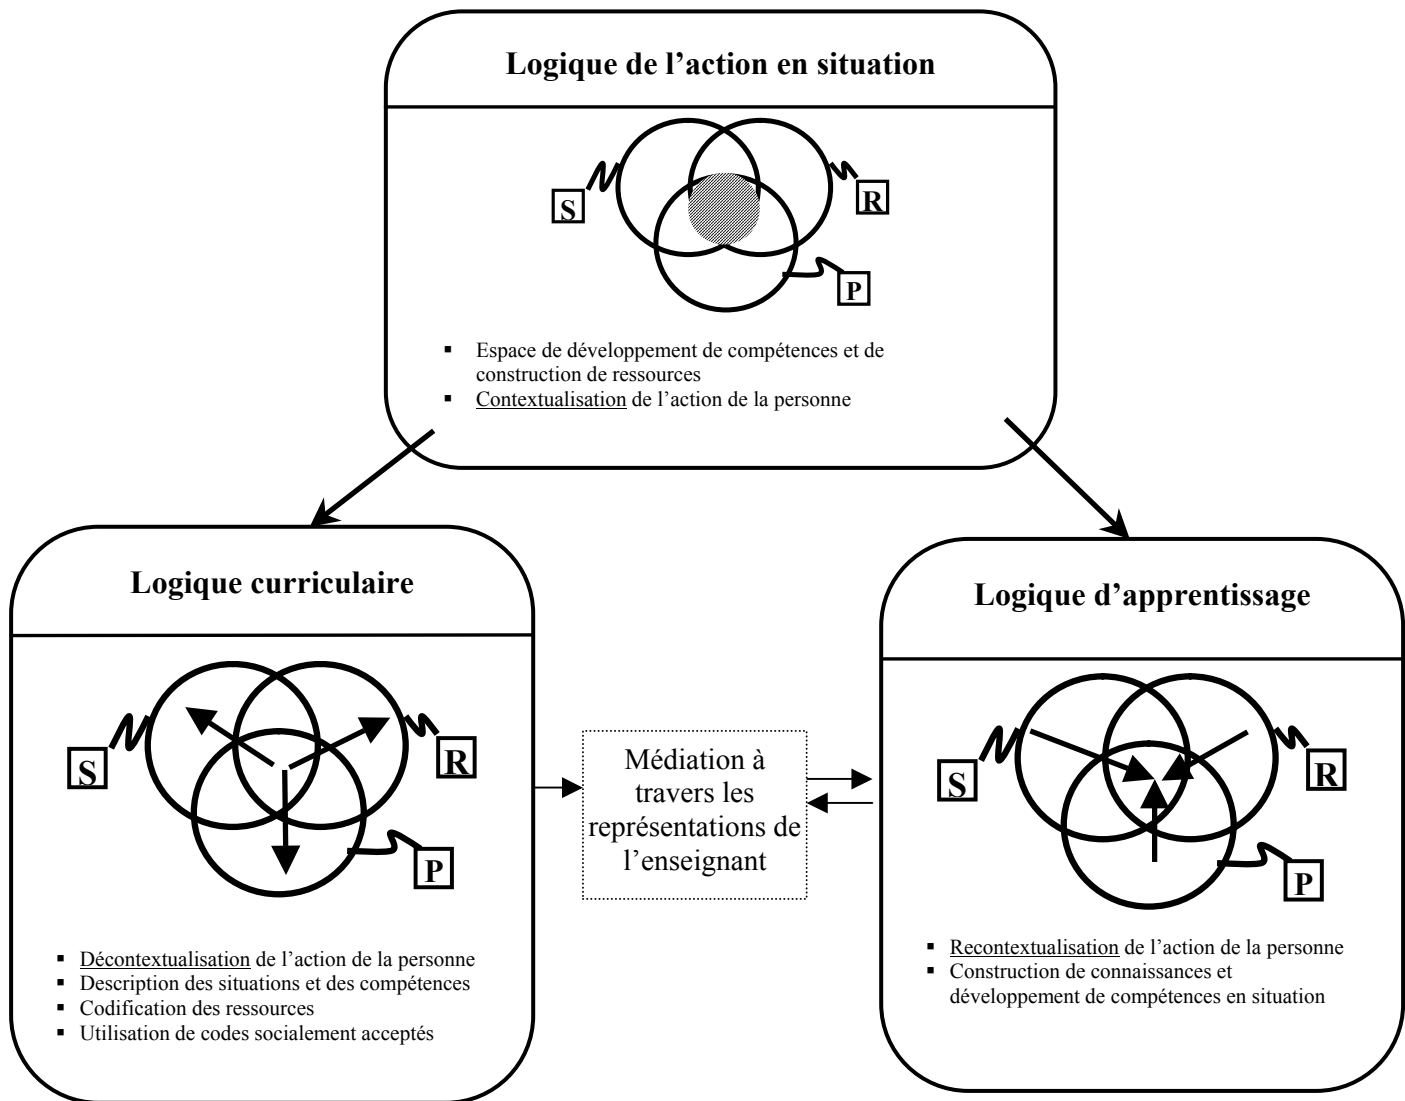 Logique de l’action en situation
S
R
P
▪ Espace de développement de compétences et de
construction de ressources
▪ Contextualisation de l’action de la personne
Logique curriculaire
S
R
P
▪ Décontextualisation de l’action de la personne
▪ Description des situations et des compétences
▪ Codification des ressources
▪ Utilisation de codes socialement acceptés
Médiation à
travers les
représentations de
l’enseignant
Logique d’apprentissage
S
R
P
▪ Recontextualisation de l’action de la personne
▪ Construction de connaissances et
développement de compétences en situation